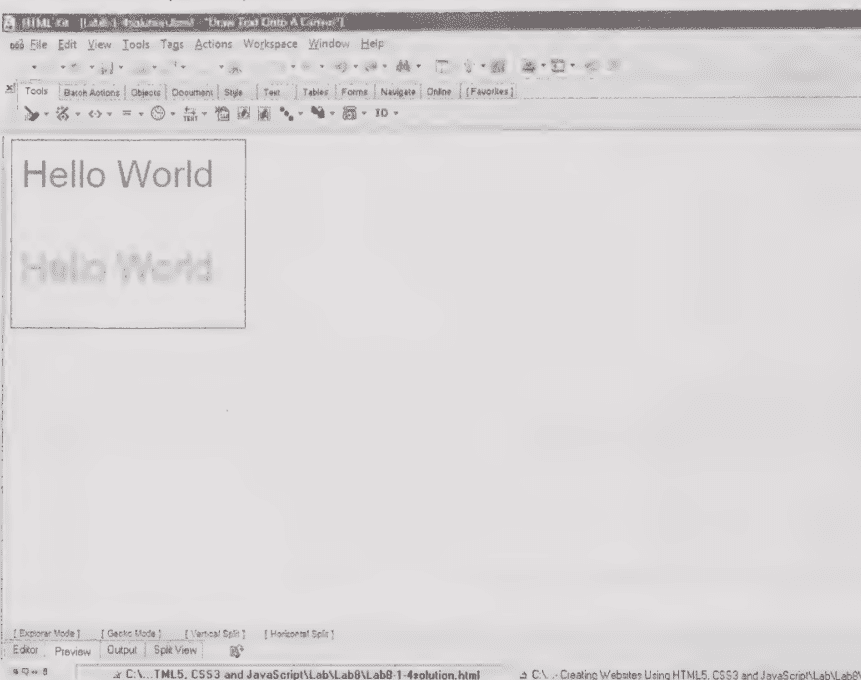 [HTML-Kit - [Lab8-1-4solution.html - "Draw Text Onto A Canvas"]
File Edit View Tools Tags Actions Workspace Window Help
Tools Batch Actions Objects Document Style Text Tables Forms Navigate Online [Favorites]
Hello World
Hello World
[ Explorer Mode ] [ Gecko Mode ] [ Vertical Split ] [ Horizontal Split ]
Editor Preview Output Split View
C:\...TML5, CSS3 and JavaScript\Lab\Lab8\Lab8-1-4solution.html C:\...- Creating Websites Using HTML5, CSS3 and JavaScript\Lab\Lab8